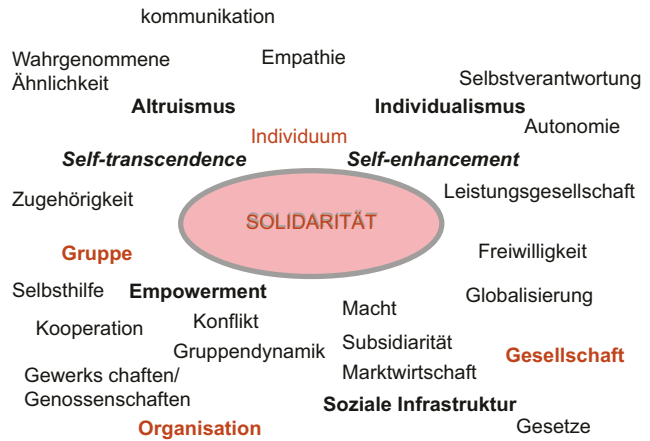 kommunikation
Wahrgenommene
Ähnlichkeit
Empathie
Selbstverantwortung
Altruismus
Individualismus
Autonomie
Individuum
Self-transcendence
Self-enhancement
Zugehörigkeit
Leistungsgesellschaft
SOLIDARITÄT
Gruppe
Freiwilligkeit
Selbsthilfe
Empowerment
Globalisierung
Macht
Kooperation
Konflikt
Subsidiarität
Gruppendynamik
Gesellschaft
Marktwirtschaft
Gewerks chaften/
Genossenschaften
Soziale Infrastruktur
Organisation
Gesetze